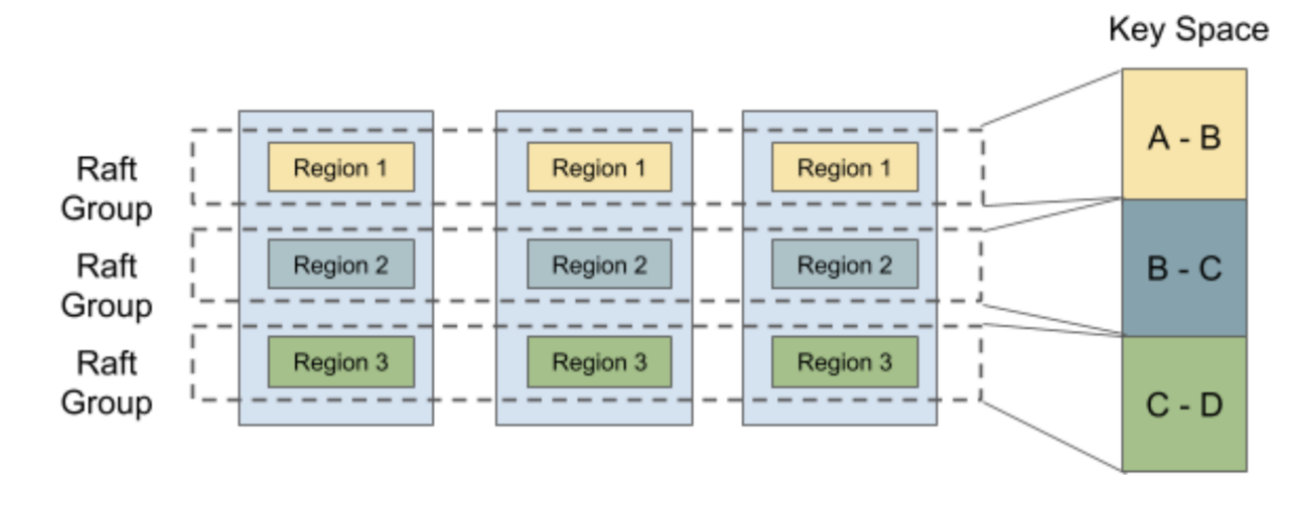 Key Space
A - B
Region 1
Region 1
Region 1
Raft
Group
B - C
Region 2
Region 2
Region 2
Raft
Group
Region 3
Region 3
Region 3
Raft
Group
C - D